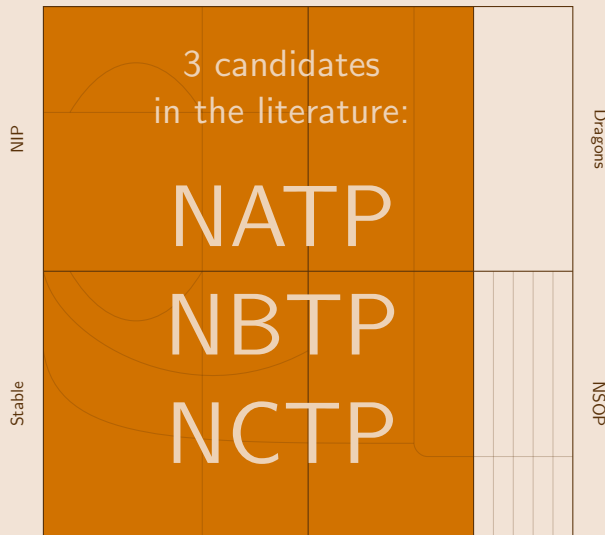 3 candidates
in the literature:
NIP
Dragons
NATP
NBTP
NCTP
Stable
NSOP